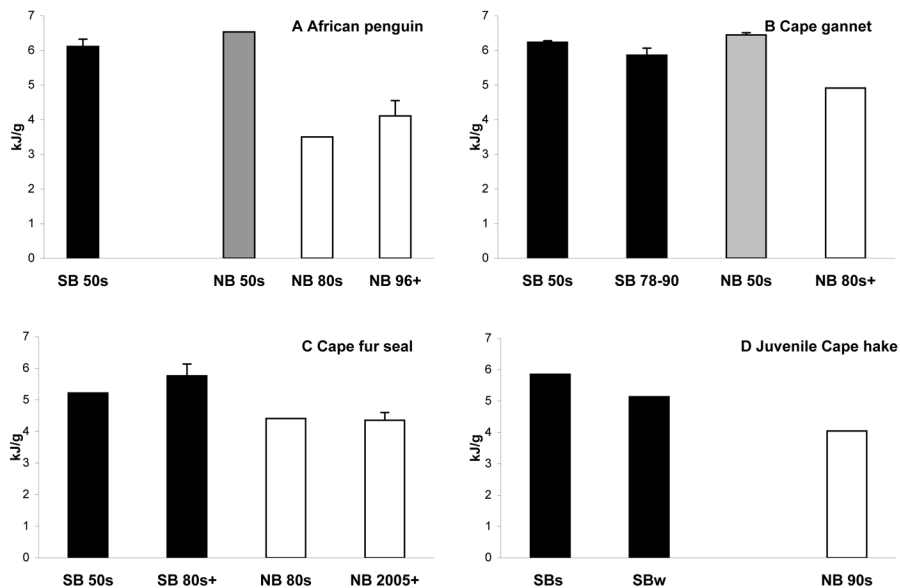 A African penguin
7
6
5
4
3
2
1
0
kJ/g
SB 50s NB 50s NB 80s NB 96+
B Cape gannet
7
6
5
4
3
2
1
0
kJ/g
SB 50s SB 78-90 NB 50s NB 80s+
C Cape fur seal
7
6
5
4
3
2
1
0
kJ/g
SB 50s SB 80s+ NB 80s NB 2005+
D Juvenile Cape hake
7
6
5
4
3
2
1
0
kJ/g
SBs SBw NB 90s